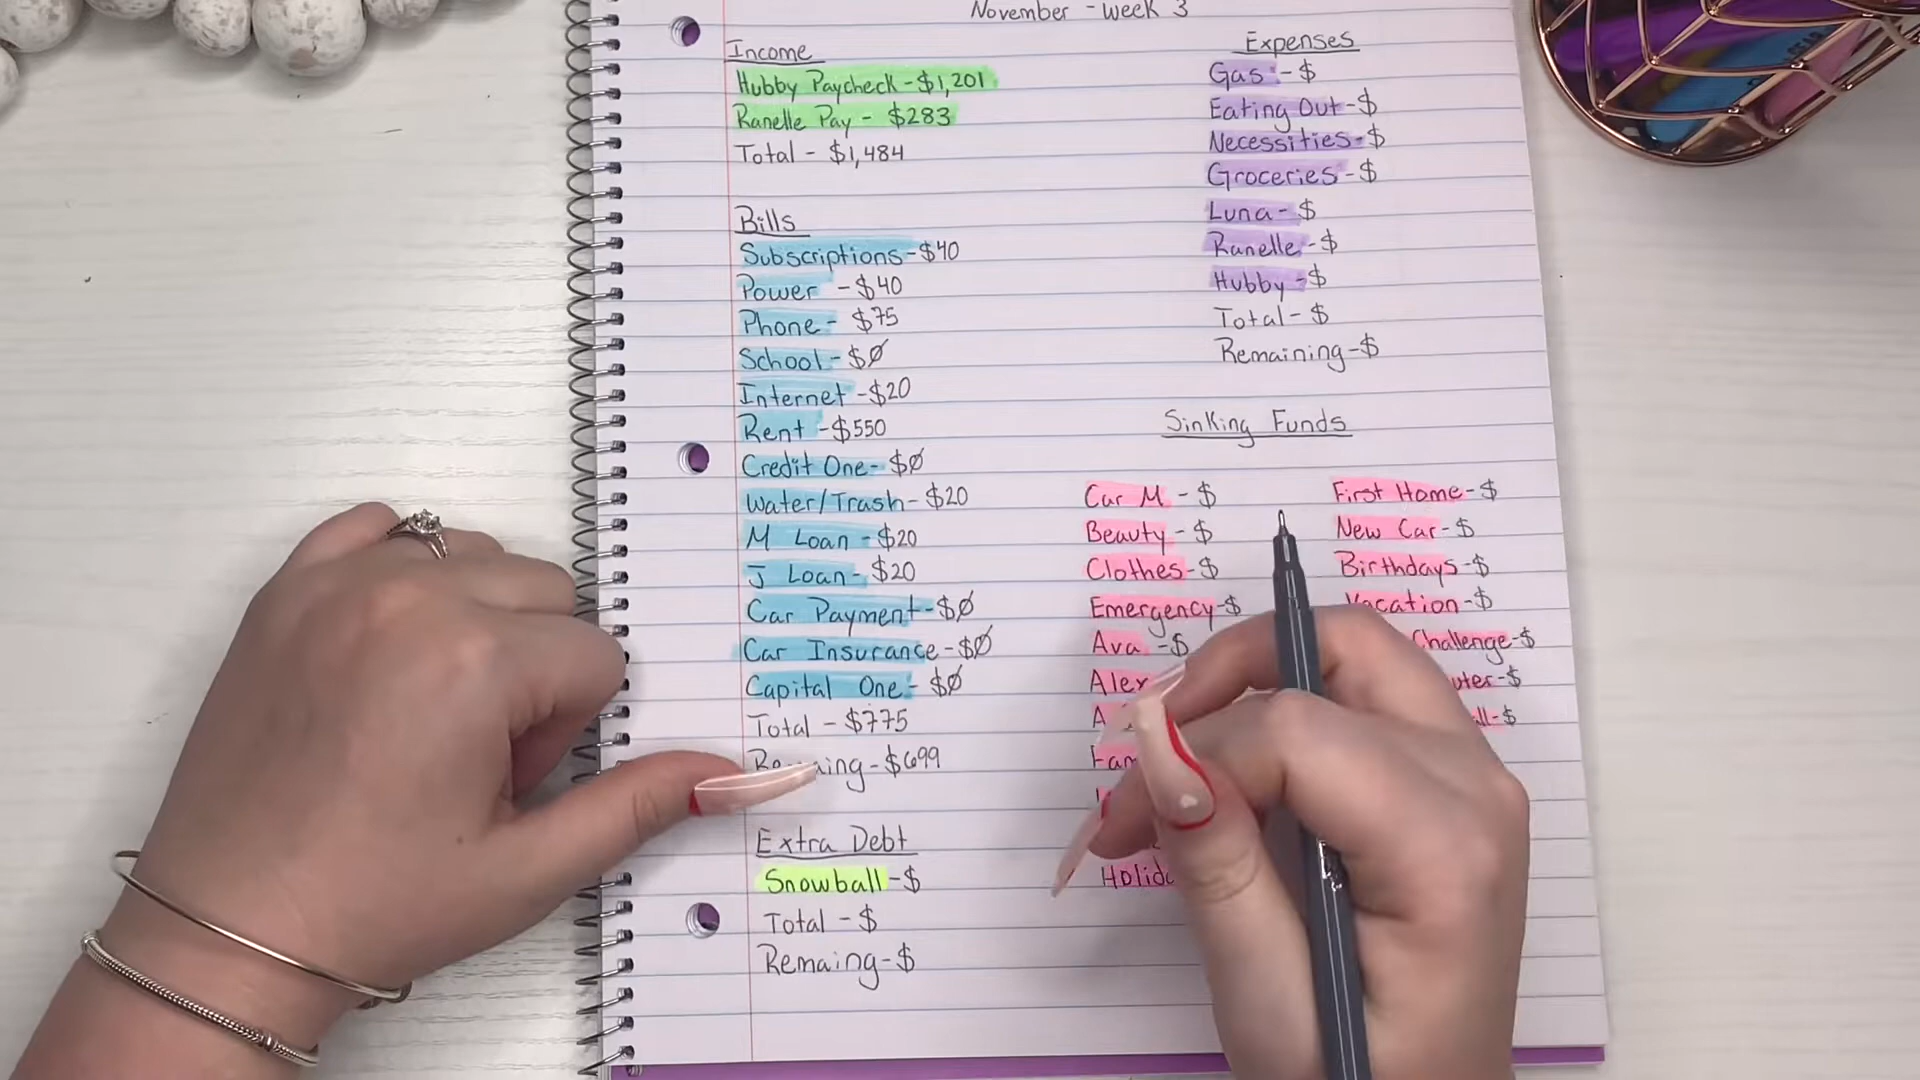 November - Week 3
Income
Hubby Paycheck - $1,201
Ranelle Pay - $283
Total - $1,484
Bills
Subscriptions - $40
Power - $40
Phone - $75
School - $0
Internet - $20
Rent - $550
Credit One - $0
Water/Trash - $20
M Loan - $20
J Loan - $20
Car Payment - $0
Car Insurance - $0
Capital One - $0
Total - $775
- $699
Extra Debt
Snowball - $
Total - $
Remaing - $
Expenses
Gas - $
Eating Out - $
Necessities - $
Groceries - $
Luna - $
Ranelle - $
Hubby - $
Total - $
Remaining - $
Sinking Funds
Car M - $
Beauty - $
Clothes - $
Emergency - $
Ava - $
First Home - $
New Car - $
Birthdays - $
Vacation - $
Challenge - $